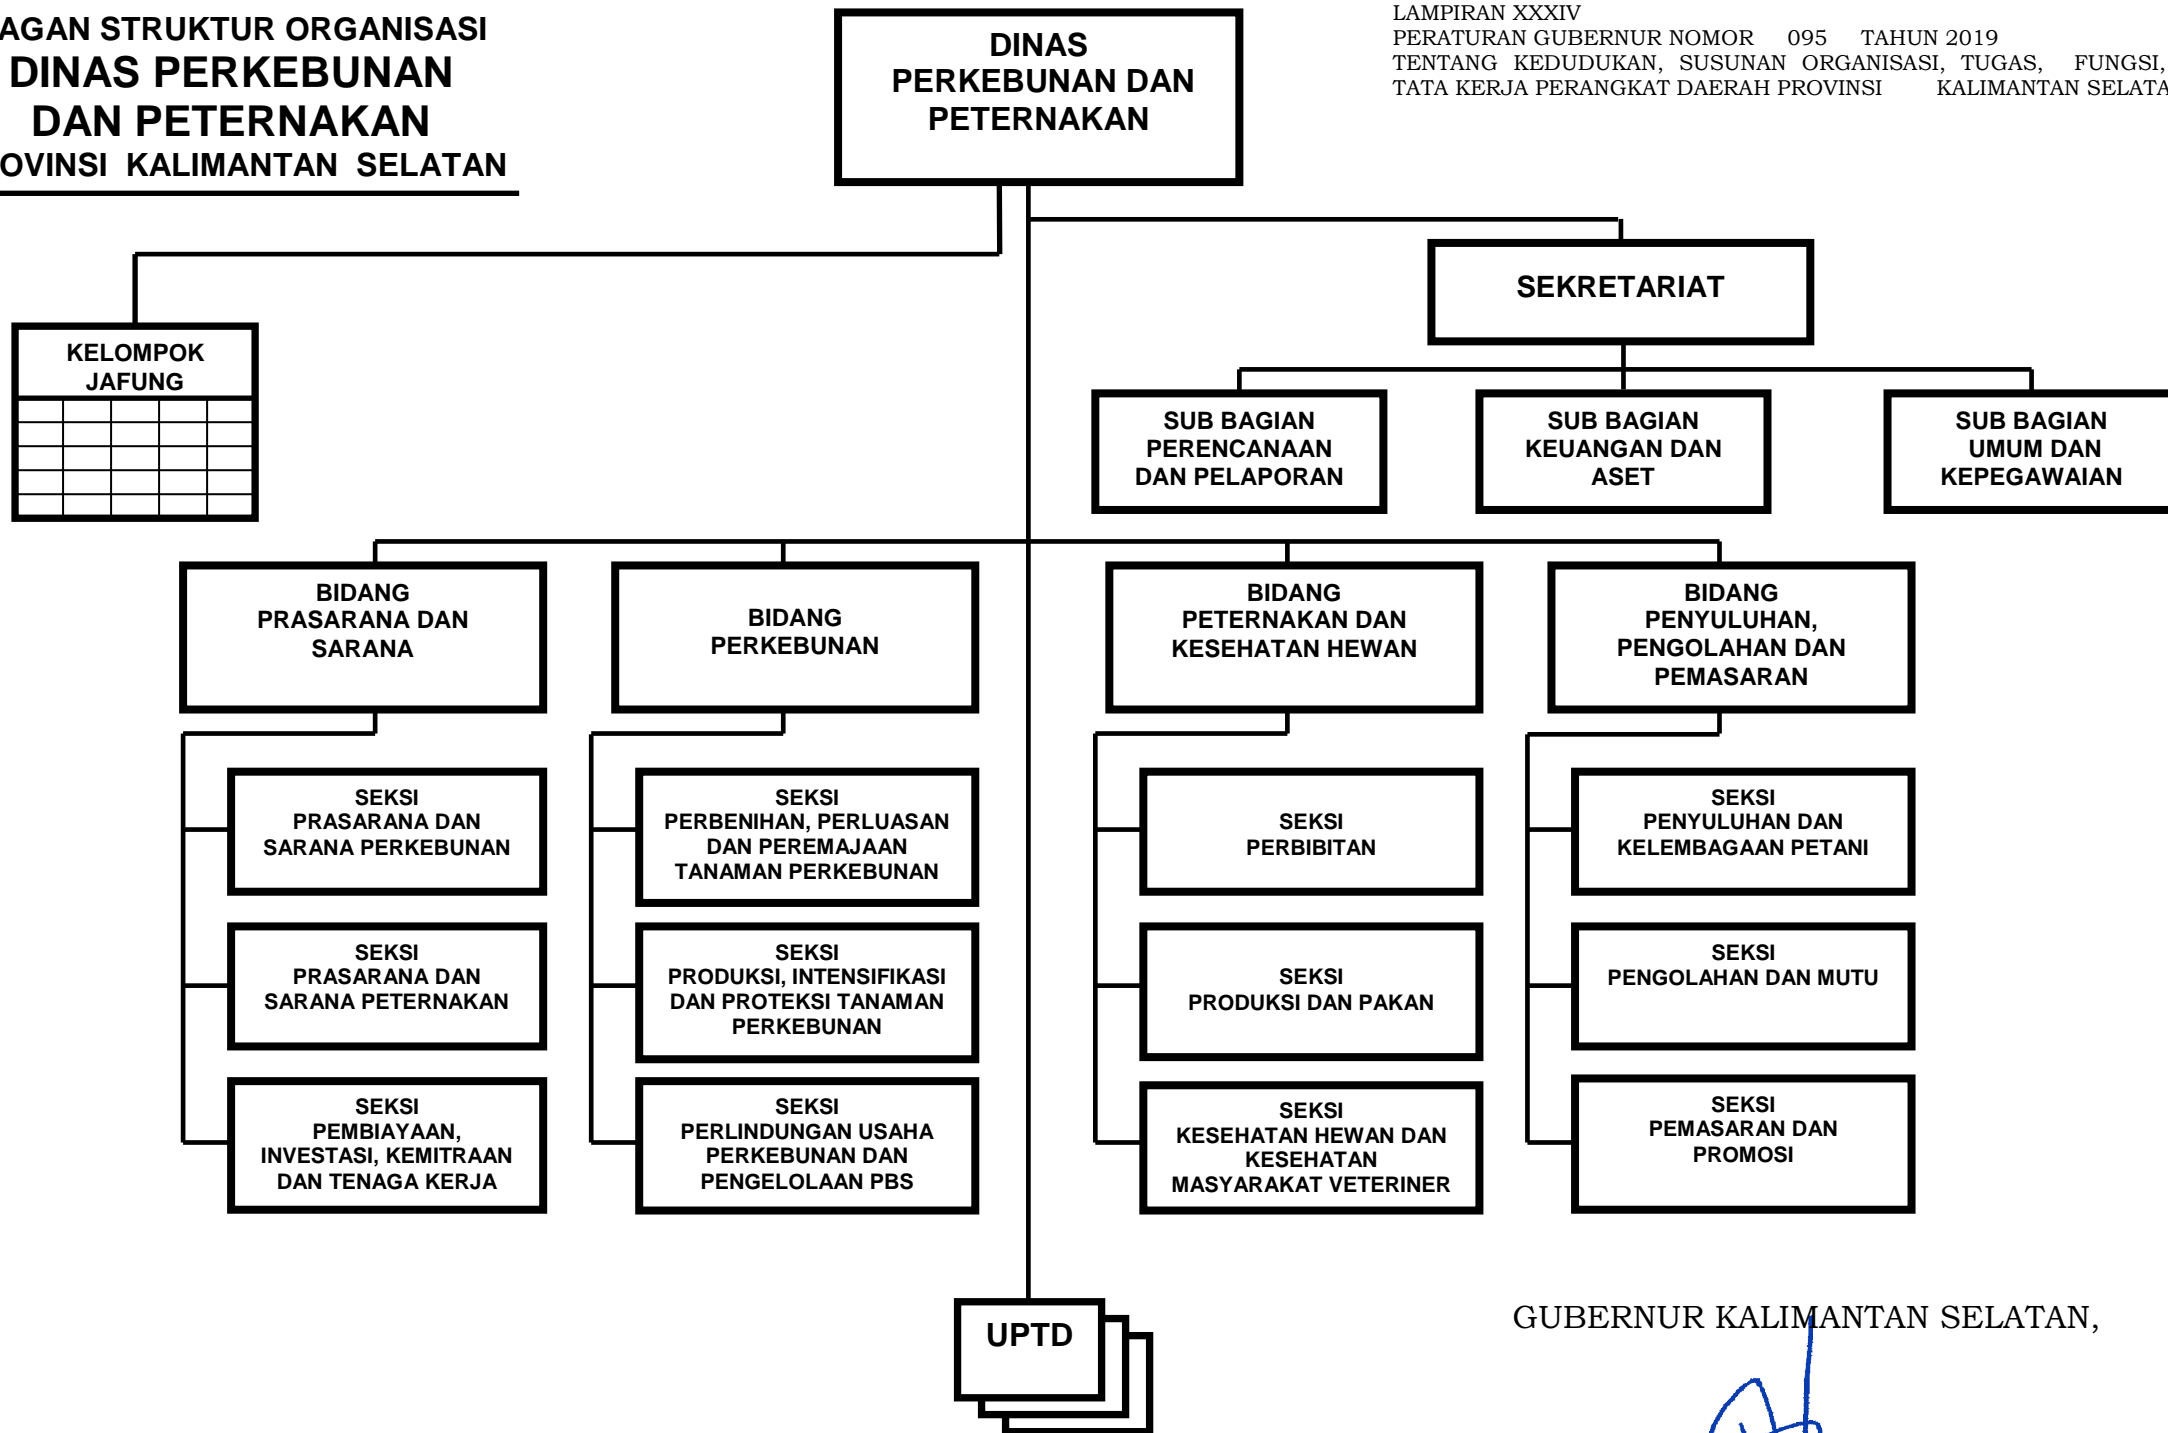 AGAN STRUKTUR ORGANISASI
DINAS PERKEBUNAN
DAN PETERNAKAN
OVINSI KALIMANTAN SELATAN
DINAS
PERKEBUNAN DAN
PETERNAKAN
LAMPIRAN XXXIV
PERATURAN GUBERNUR NOMOR 095 TAHUN 2019
TENTANG KEDUDUKAN, SUSUNAN ORGANISASI, TUGAS, FUNGSI,
TATA KERJA PERANGKAT DAERAH PROVINSI KALIMANTAN SELATA
SEKRETARIAT
KELOMPOK
JAFUNG
SUB BAGIAN
PERENCANAAN
DAN PELAPORAN
SUB BAGIAN
KEUANGAN DAN
ASET
SUB BAGIAN
UMUM DAN
KEPEGAWAIAN
BIDANG
PRASARANA DAN
SARANA
BIDANG
PERKEBUNAN
BIDANG
PETERNAKAN DAN
KESEHATAN HEWAN
BIDANG
PENYULUHAN,
PENGOLAHAN DAN
PEMASARAN
SEKSI
PRASARANA DAN
SARANA PERKEBUNAN
SEKSI
PERBENIHAN, PERLUASAN
DAN PEREMAJAAN
TANAMAN PERKEBUNAN
SEKSI
PERBIBITAN
SEKSI
PENYULUHAN DAN
KELEMBAGAAN PETANI
SEKSI
PRASARANA DAN
SARANA PETERNAKAN
SEKSI
PRODUKSI, INTENSIFIKASI
DAN PROTEKSI TANAMAN
PERKEBUNAN
SEKSI
PRODUKSI DAN PAKAN
SEKSI
PENGOLAHAN DAN MUTU
SEKSI
PEMBIAYAAN,
INVESTASI, KEMITRAAN
DAN TENAGA KERJA
SEKSI
PERLINDUNGAN USAHA
PERKEBUNAN DAN
PENGELOLAAN PBS
SEKSI
KESEHATAN HEWAN DAN
KESEHATAN
MASYARAKAT VETERINER
SEKSI
PEMASARAN DAN
PROMOSI
UPTD
GUBERNUR KALIMANTAN SELATAN,